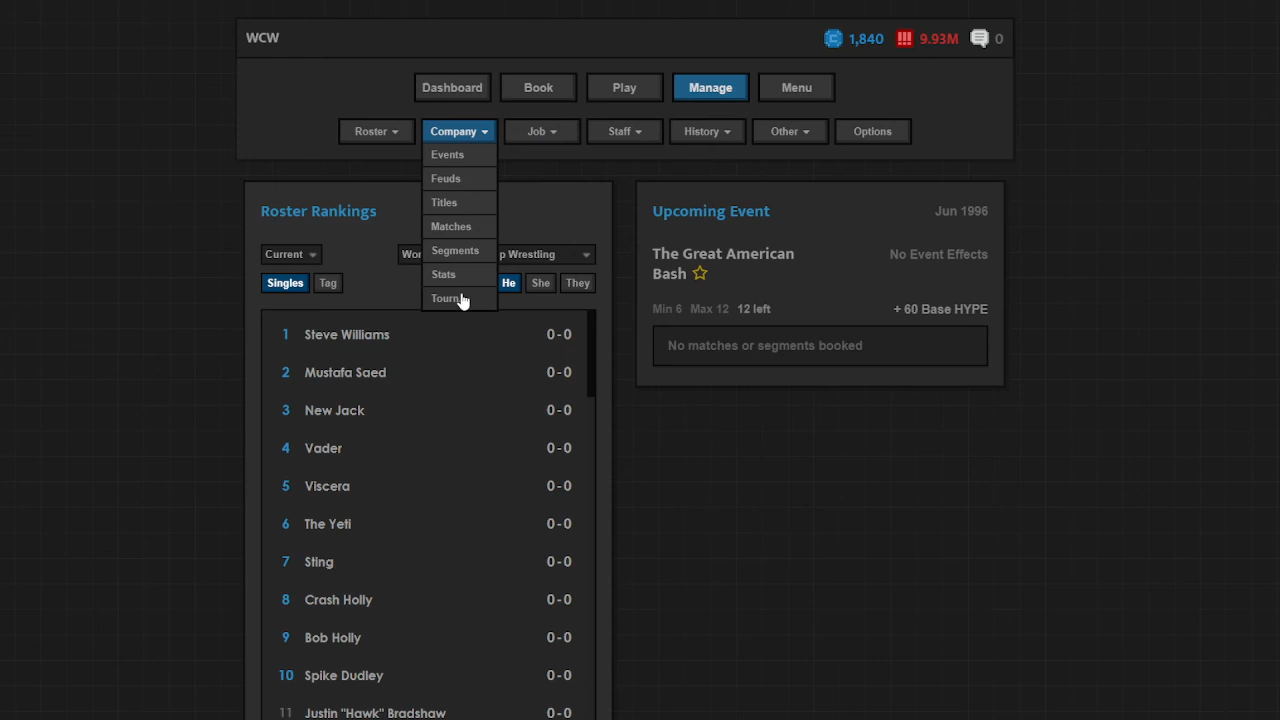 WCW
1,840 9.93M 0
Dashboard Book Play Manage Menu
Roster Company Job Staff History Other Options
Events
Feuds
Titles
Matches
Segments
Stats
Roster Rankings
Current p Wrestling
Singles Tag He She They
1 Steve Williams 0-0
2 Mustafa Saed 0-0
3 New Jack 0-0
4 Vader 0-0
5 Viscera 0-0
6 The Yeti 0-0
7 Sting 0-0
8 Crash Holly 0-0
9 Bob Holly 0-0
10 Spike Dudley 0-0
11 Justin "Hawk" Bradshaw 0-0
Upcoming Event Jun 1996
The Great American No Event Effects
Bash
Min 6 Max 12 12 left + 60 Base HYPE
No matches or segments booked